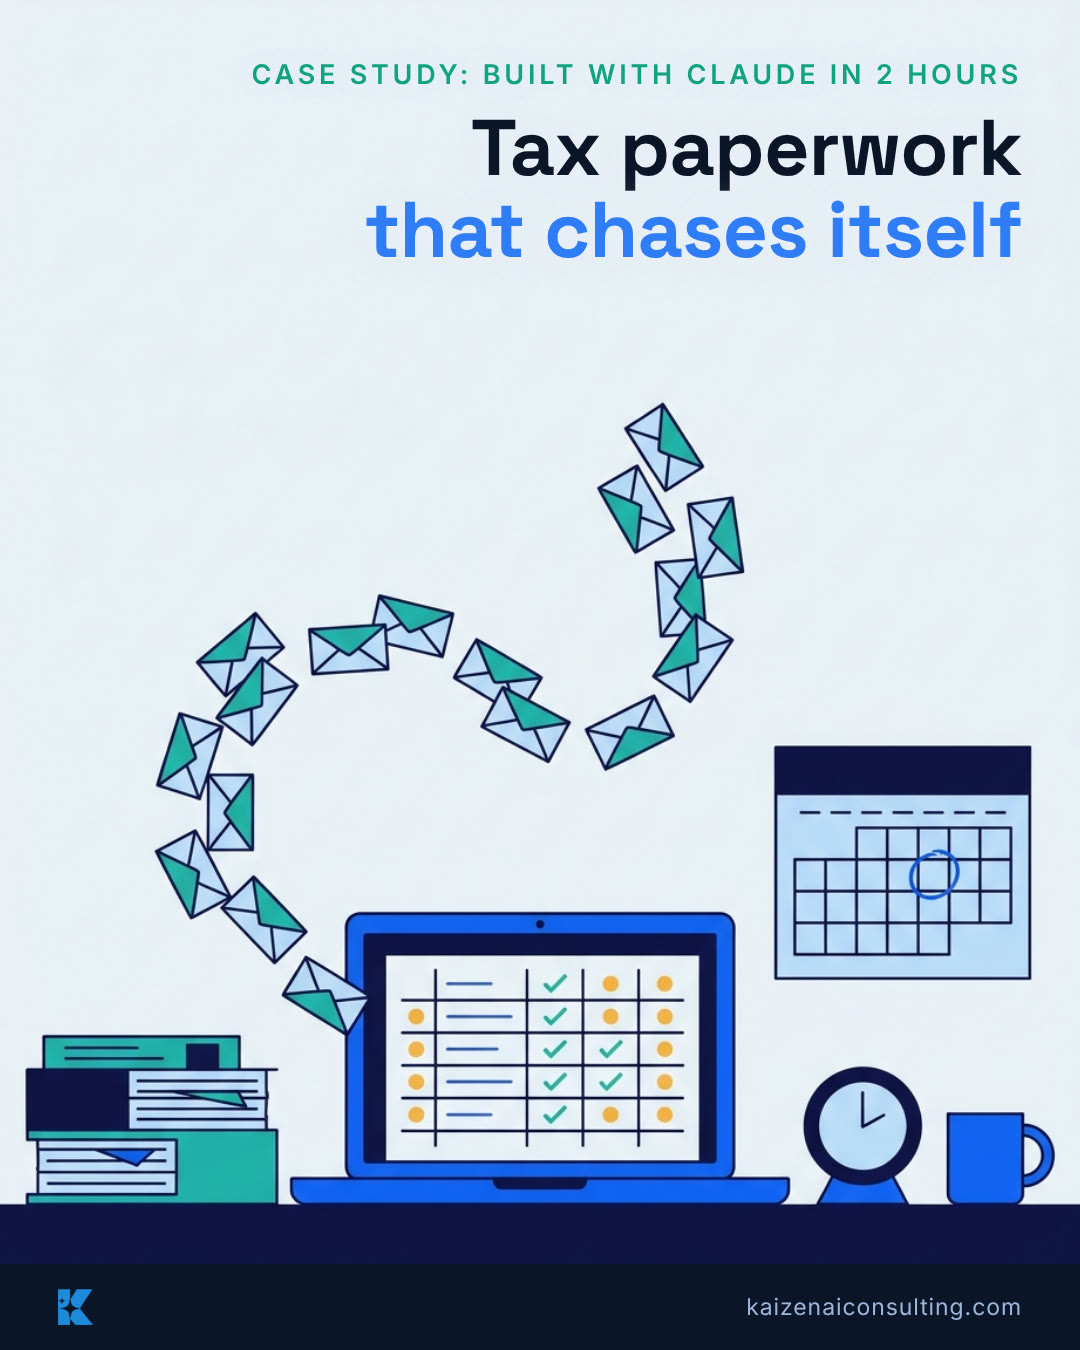 CASE STUDY: BUILT WITH CLAUDE IN 2 HOURS
Tax paperwork
that chases itself
kaizenaiconsulting.com